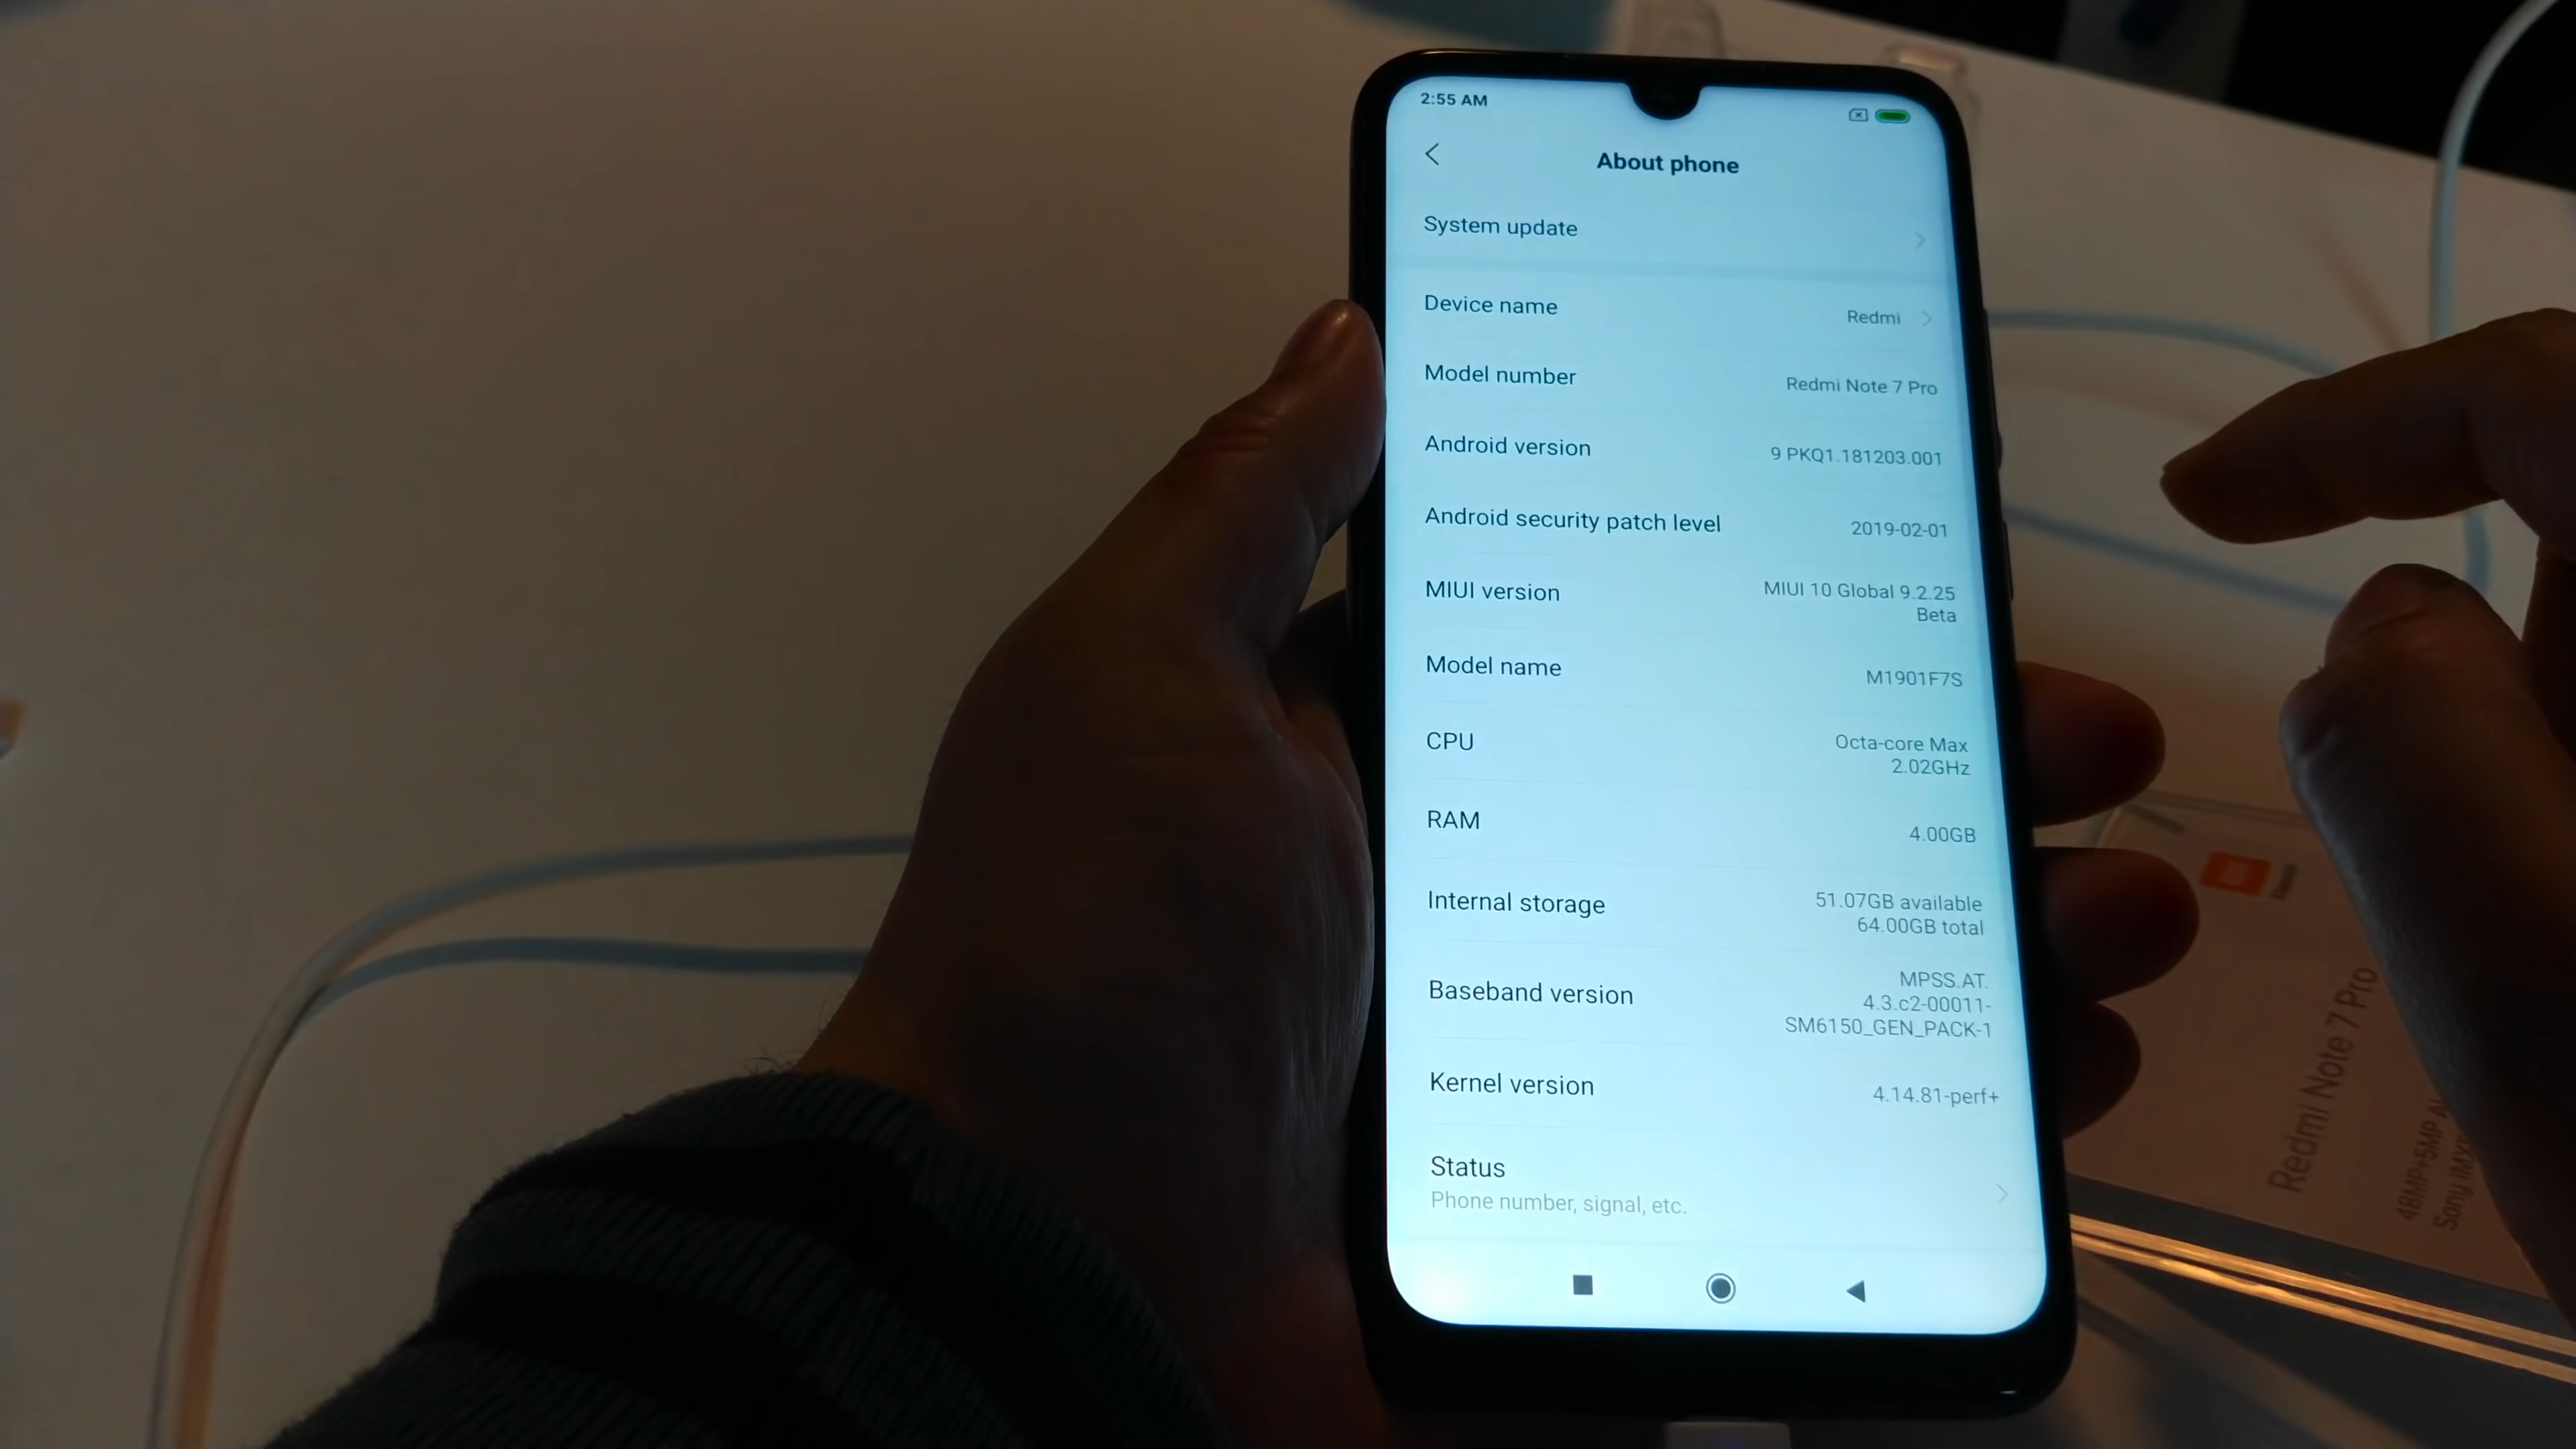 2:55 AM
About phone
System update
Device name
Redmi
Model number
Redmi Note 7 Pro
Android version
9 PKQ1.181203.001
Android security patch level
2019-02-01
MIUI version
MIUI 10 Global 9.2.25
Beta
Model name
M1901F7S
CPU
Octa-core Max
2.02GHz
RAM
4.00GB
Internal storage
51.07GB available
64.00GB total
Baseband version
MPSS.AT.
4.3.c2-00011-
SM6150_GEN_PACK-1
Kernel version
4.14.81-perf+
Status
Phone number, signal, etc.
Redmi Note 7 Pro
48MP+5MP
Sony